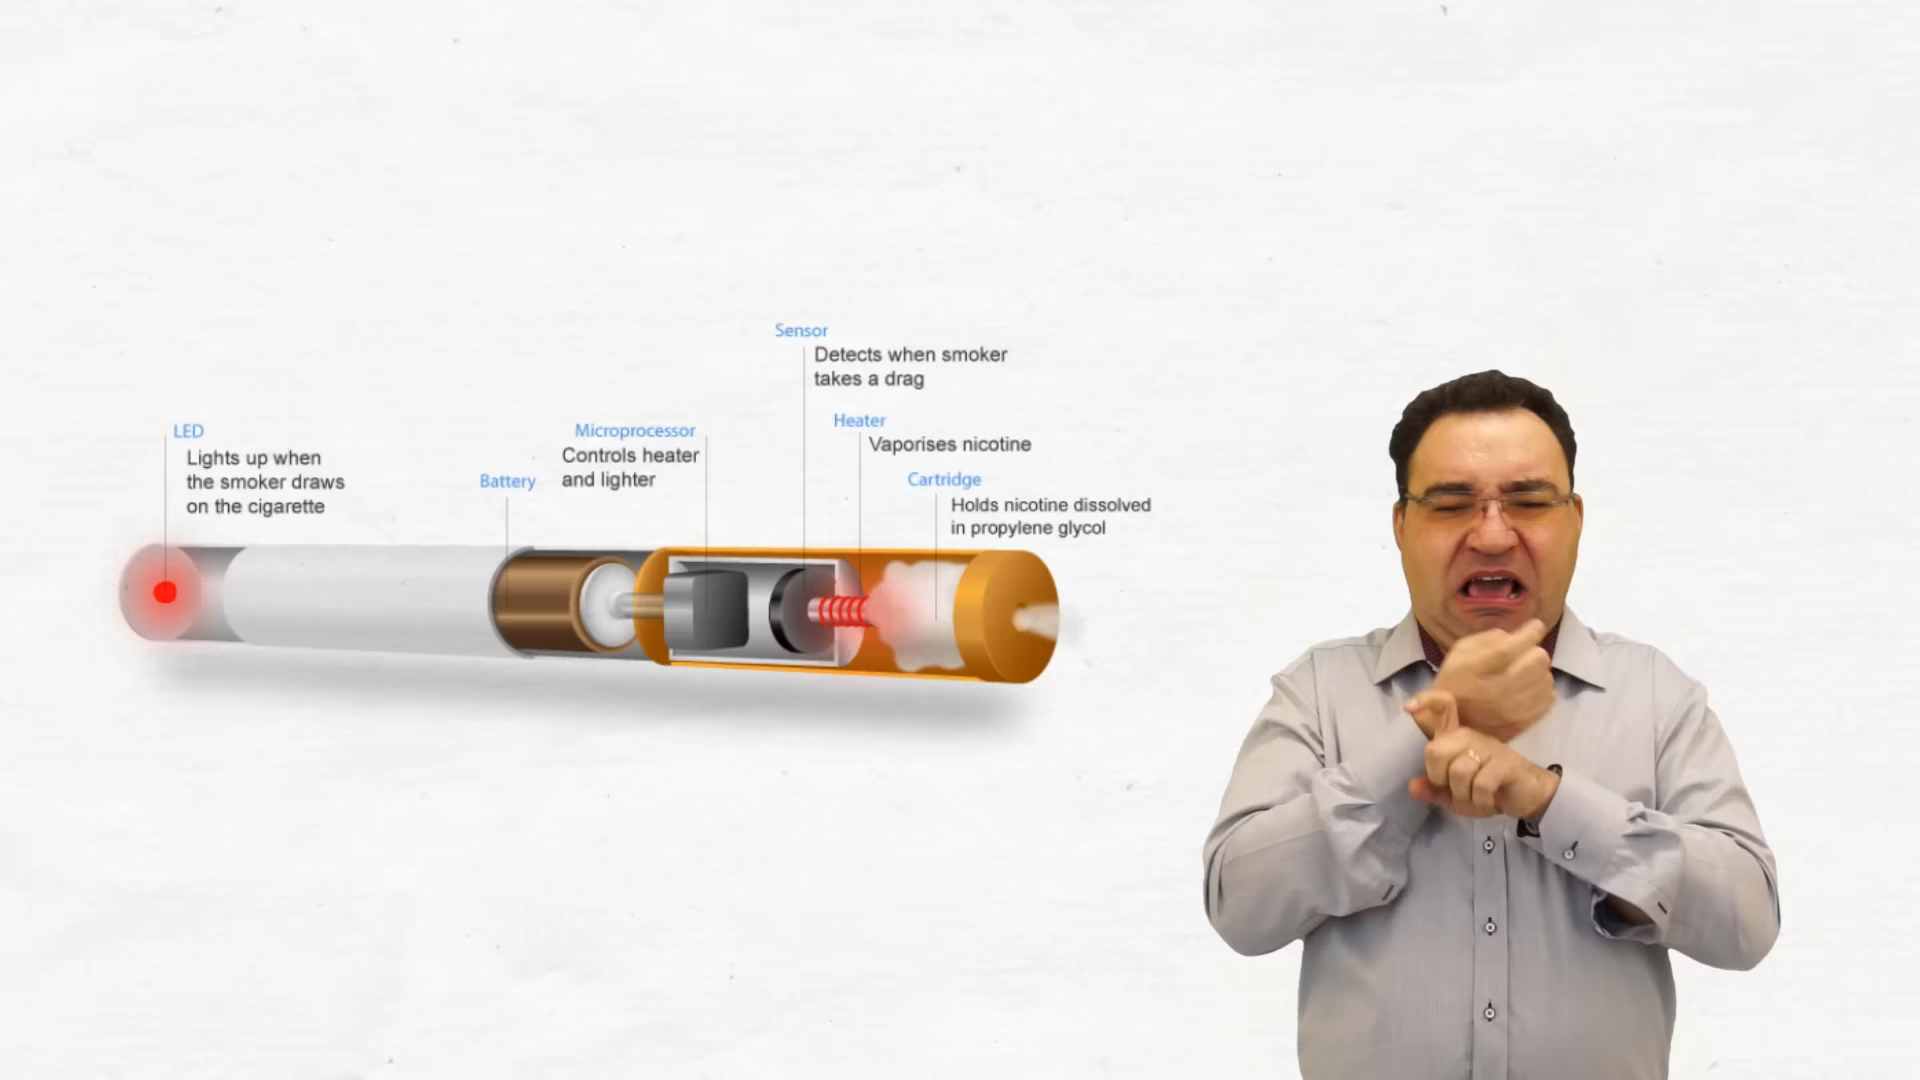 LED
Lights up when
the smoker draws
on the cigarette
Battery
Microprocessor
Controls heater
and lighter
Sensor
Detects when smoker
takes a drag
Heater
Vaporises nicotine
Cartridge
Holds nicotine dissolved
in propylene glycol